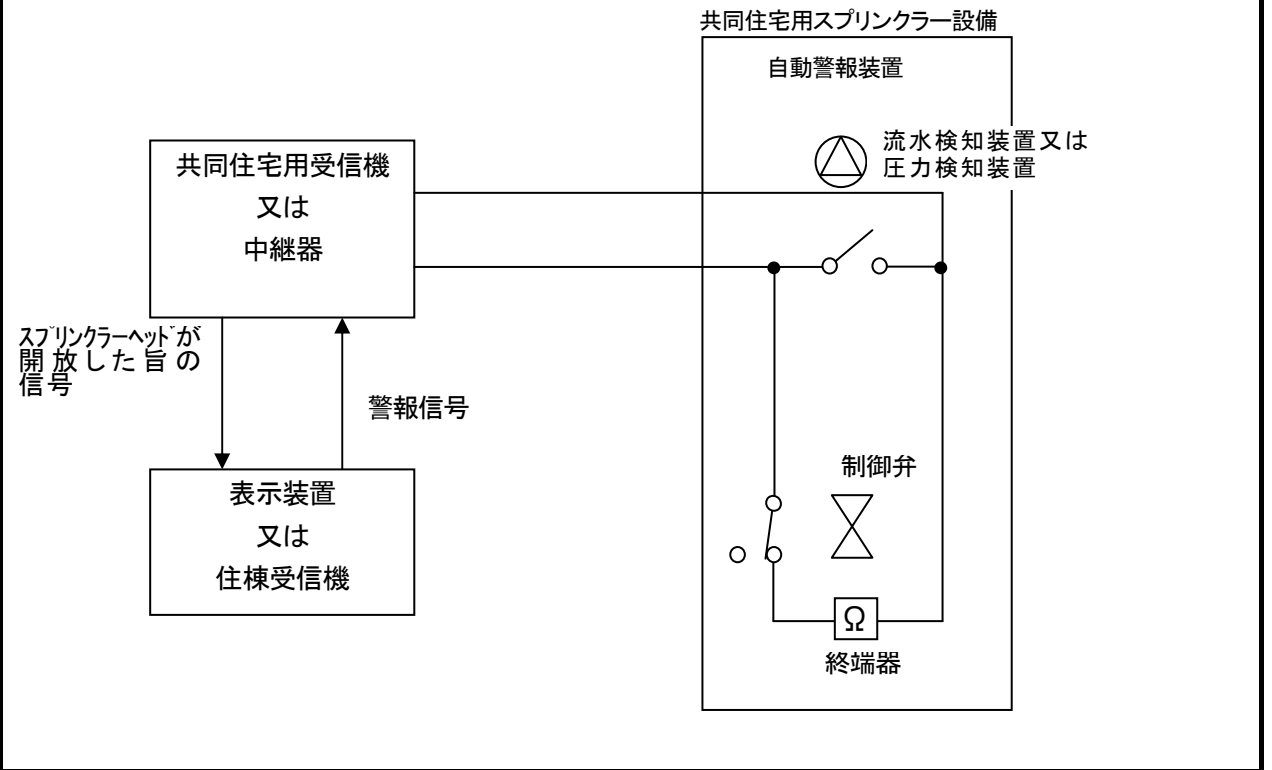 共同住宅用スプリンクラー設備
自動警報装置
流水検知装置又は
圧力検知装置
共同住宅用受信機
又は
中継器
スプリンクラーヘッドが
開放した旨の
信号
警報信号
表示装置
又は
住棟受信機
制御弁
Ω
終端器